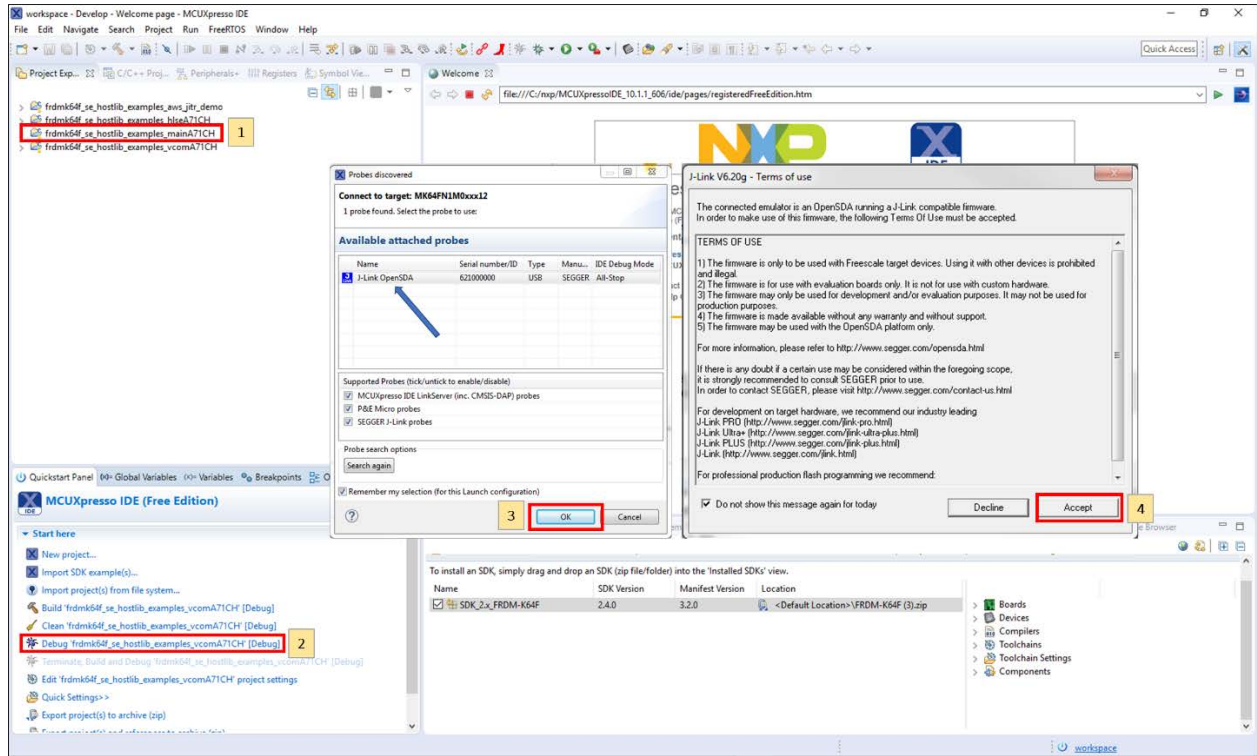 workspace - Develop - Welcome page - MCUXpresso IDE
File Edit Navigate Search Project Run FreeRTOS Window Help
Quick Access
Project Exp... C/C++ Proj... Peripherals+ Registers Symbol Vie...
Welcome
file:///C:/nxp/MCUXpressoIDE_10.1.1_606/ide/pages/registeredFreeEdition.htm
frdmk64f_se_hostlib_examples_aws_jitr_demo
frdmk64f_se_hostlib_examples_hlseA71CH
frdmk64f_se_hostlib_examples_mainA71CH
1
frdmk64f_se_hostlib_examples_vcomA71CH
NXP
IDE
Probes discovered
Connect to target: MK64FN1M0xxx12
1 probe found. Select the probe to use:
Available attached probes
Name Serial number/ID Type Manu... IDE Debug Mode
J-Link OpenSDA 621000000 USB SEGGER All-Stop
Supported Probes (tick/untick to enable/disable)
MCUXpresso IDE LinkServer (inc. CMSIS-DAP) probes
P&E Micro probes
SEGGER J-Link probes
Probe search options
Search again
Remember my selection (for this Launch configuration)
3
OK
Cancel
J-Link V6.20g - Terms of use
The connected emulator is an OpenSDA running a J-Link compatible firmware.
In order to make use of this firmware, the following Terms Of Use must be accepted.
TERMS OF USE
1) The firmware is only to be used with Freescale target devices. Using it with other devices is prohibited
and illegal.
2) The firmware is for use with evaluation boards only. It is not for use with custom hardware.
3) The firmware may only be used for development and/or evaluation purposes. It may not be used for
production purposes.
4) The firmware is made available without any warranty and without support.
5) The firmware may be used with the OpenSDA platform only.
For more information, please refer to http://www.segger.com/opensda.html
If there is any doubt if a certain use may be considered within the foregoing scope,
it is strongly recommended to consult SEGGER prior to use.
In order to contact SEGGER, please visit http://www.segger.com/contact-us.html
For development on target hardware, we recommend our industry leading
J-Link PRO (http://www.segger.com/jlink-pro.html)
J-Link Ultra+ (http://www.segger.com/jlink-ultra-plus.html)
J-Link PLUS (http://www.segger.com/jlink-plus.html)
J-Link (http://www.segger.com/jlink.html)
For professional production flash programming we recommend:
Do not show this message again for today
Decline
Accept
4
Quickstart Panel (x)= Global Variables (x)= Variables Breakpoints
MCUXpresso IDE (Free Edition)
IDE
Start here
New project...
Import SDK example(s)...
Import project(s) from file system...
Build 'frdmk64f_se_hostlib_examples_vcomA71CH' [Debug]
Clean 'frdmk64f_se_hostlib_examples_vcomA71CH' [Debug]
Debug 'frdmk64f_se_hostlib_examples_vcomA71CH' [Debug]
2
Terminate, Build and Debug 'frdmk64f_se_hostlib_examples_vcomA71CH' [Debug]
Edit 'frdmk64f_se_hostlib_examples_vcomA71CH' project settings
Quick Settings>>
Export project(s) to archive (zip)
Browser
To install an SDK, simply drag and drop an SDK (zip file/folder) into the 'Installed SDKs' view.
Name SDK Version Manifest Version Location
SDK_2.x_FRDM-K64F 2.4.0 3.2.0 <Default Location>\FRDM-K64F (3).zip
Boards
Devices
Compilers
Toolchains
Toolchain Settings
Components
workspace